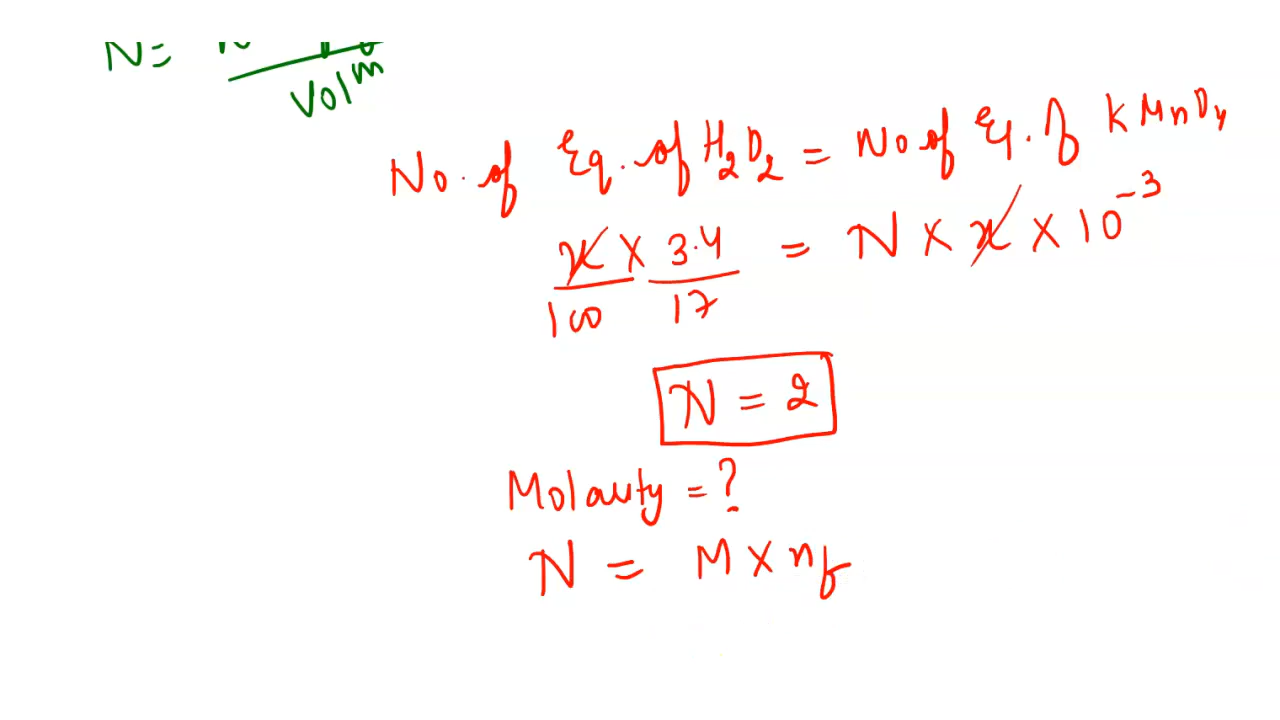 N =
Volm
No. of Eq. of H2O2 = No of Eq. of KMnO4
x × 3.4 = N × x × 10-3
100 17
N = 2
Molarity = ?
N = M × nf